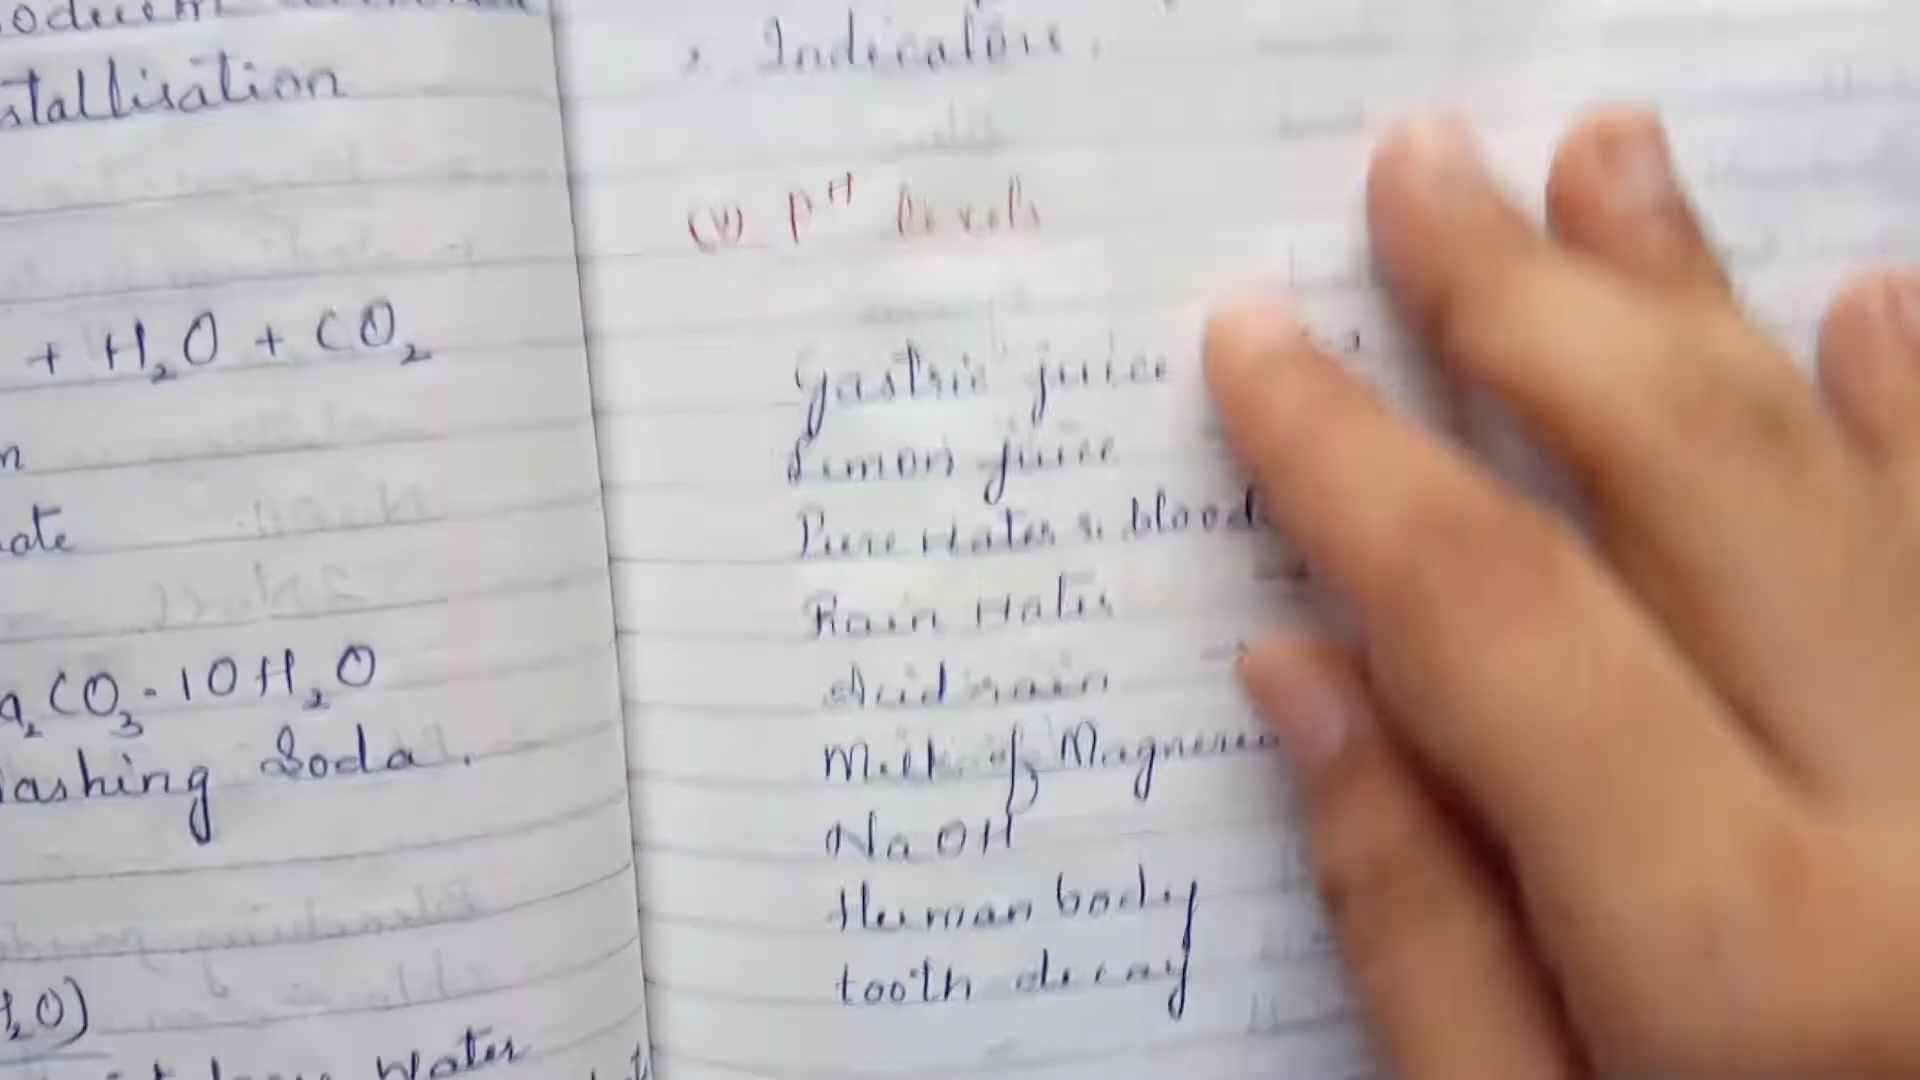 stallisation
+ H₂O + CO₂
n
ate
a₂CO₃·10H₂O
ashing Soda.
H₂O)
Water
Indicators.
(v) pH levels
gastric juice
Lemon juice
Pure Water & blood
Rain Water
Acid rain
Milk of Magnesia
NaOH
Human body
tooth decay